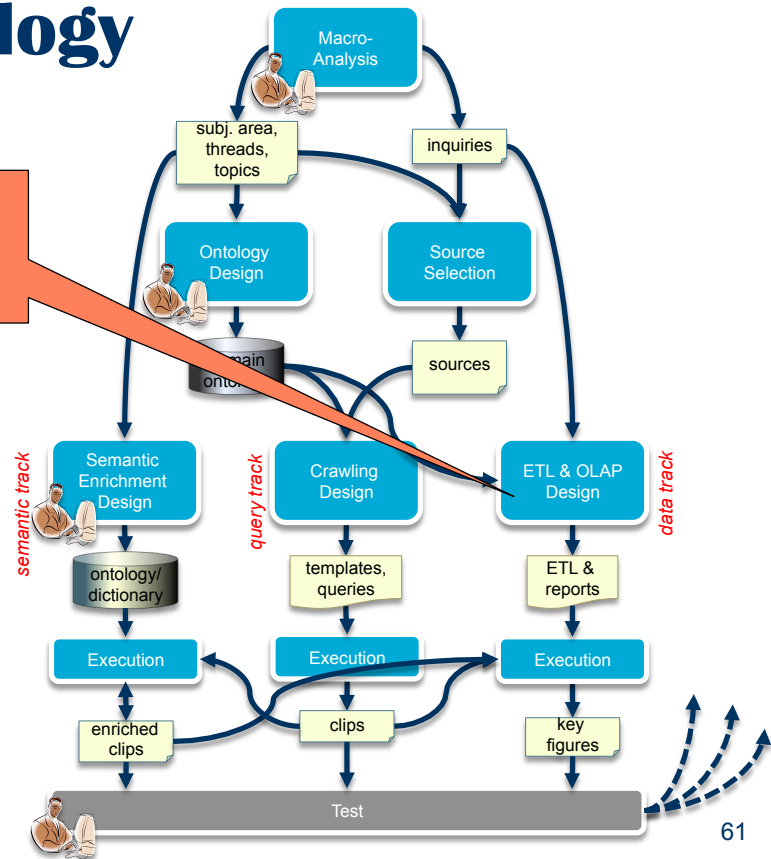 logy
Macro-
Analysis
subj. area,
threads,
topics
inquiries
Ontology
Design
Source
Selection
sources
semantic track
Semantic
Enrichment
Design
query track
Crawling
Design
ETL & OLAP
Design
data track
ontology/
dictionary
templates,
queries
ETL &
reports
Execution
Execution
Execution
enriched
clips
clips
key
figures
Test
61